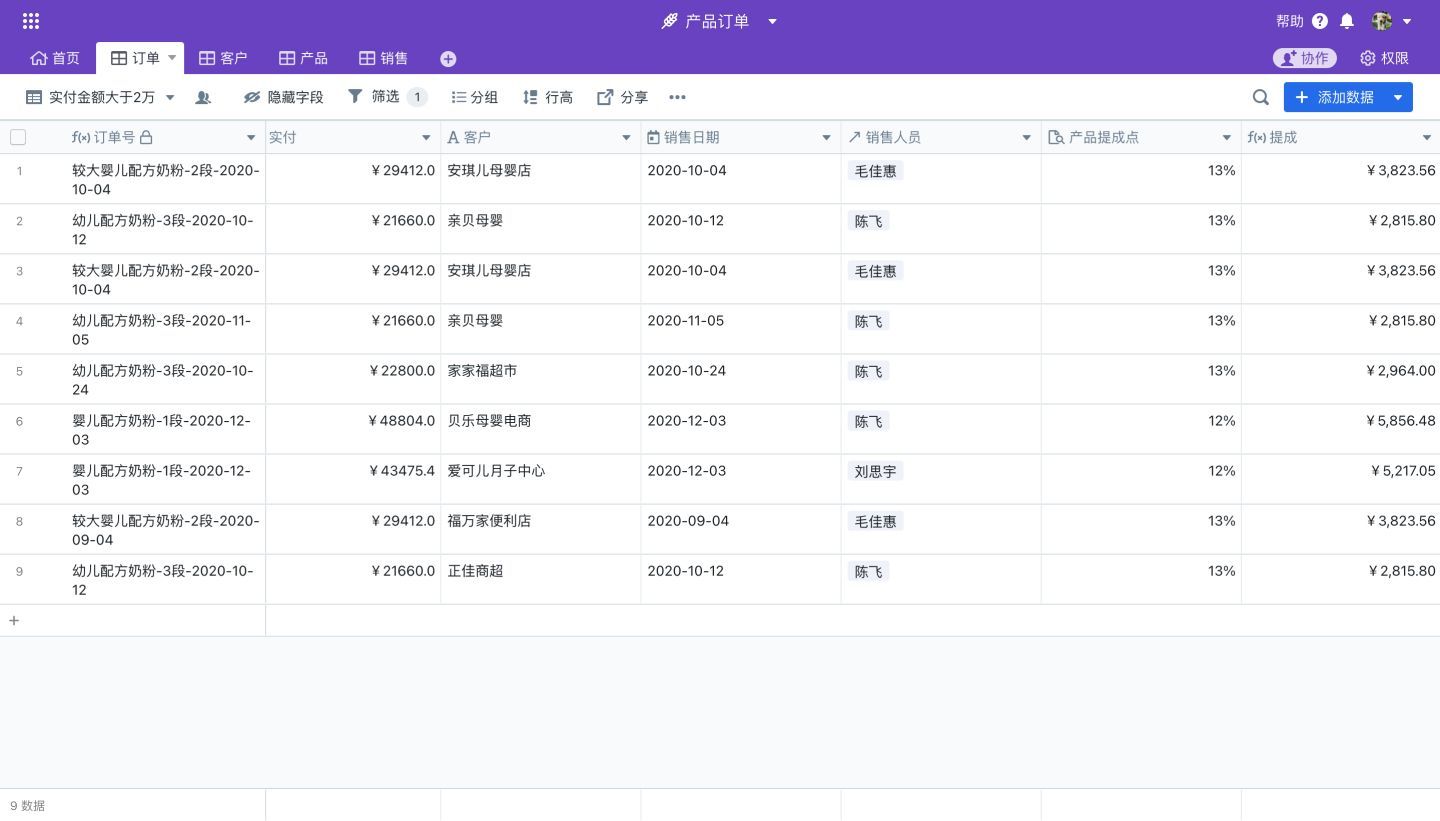 产品订单
帮助
首页
订单
客户
产品
销售
协作
权限
实付金额大于2万
隐藏字段
筛选 1
分组
行高
分享
添加数据
f(x) 订单号
实付
A 客户
销售日期
销售人员
产品提成点
f(x) 提成
1 较大婴儿配方奶粉-2段-2020- ¥29412.0 安琪儿母婴店 2020-10-04 毛佳惠 13% ¥3,823.56
10-04
2 幼儿配方奶粉-3段-2020-10- ¥21660.0 亲贝母婴 2020-10-12 陈飞 13% ¥2,815.80
12
3 较大婴儿配方奶粉-2段-2020- ¥29412.0 安琪儿母婴店 2020-10-04 毛佳惠 13% ¥3,823.56
10-04
4 幼儿配方奶粉-3段-2020-11- ¥21660.0 亲贝母婴 2020-11-05 陈飞 13% ¥2,815.80
05
5 幼儿配方奶粉-3段-2020-10- ¥22800.0 家家福超市 2020-10-24 陈飞 13% ¥2,964.00
24
6 婴儿配方奶粉-1段-2020-12- ¥48804.0 贝乐母婴电商 2020-12-03 陈飞 12% ¥5,856.48
03
7 婴儿配方奶粉-1段-2020-12- ¥43475.4 爱可儿月子中心 2020-12-03 刘思宇 12% ¥5,217.05
03
8 较大婴儿配方奶粉-2段-2020- ¥29412.0 福万家便利店 2020-09-04 毛佳惠 13% ¥3,823.56
09-04
9 幼儿配方奶粉-3段-2020-10- ¥21660.0 正佳商超 2020-10-12 陈飞 13% ¥2,815.80
12
9 数据